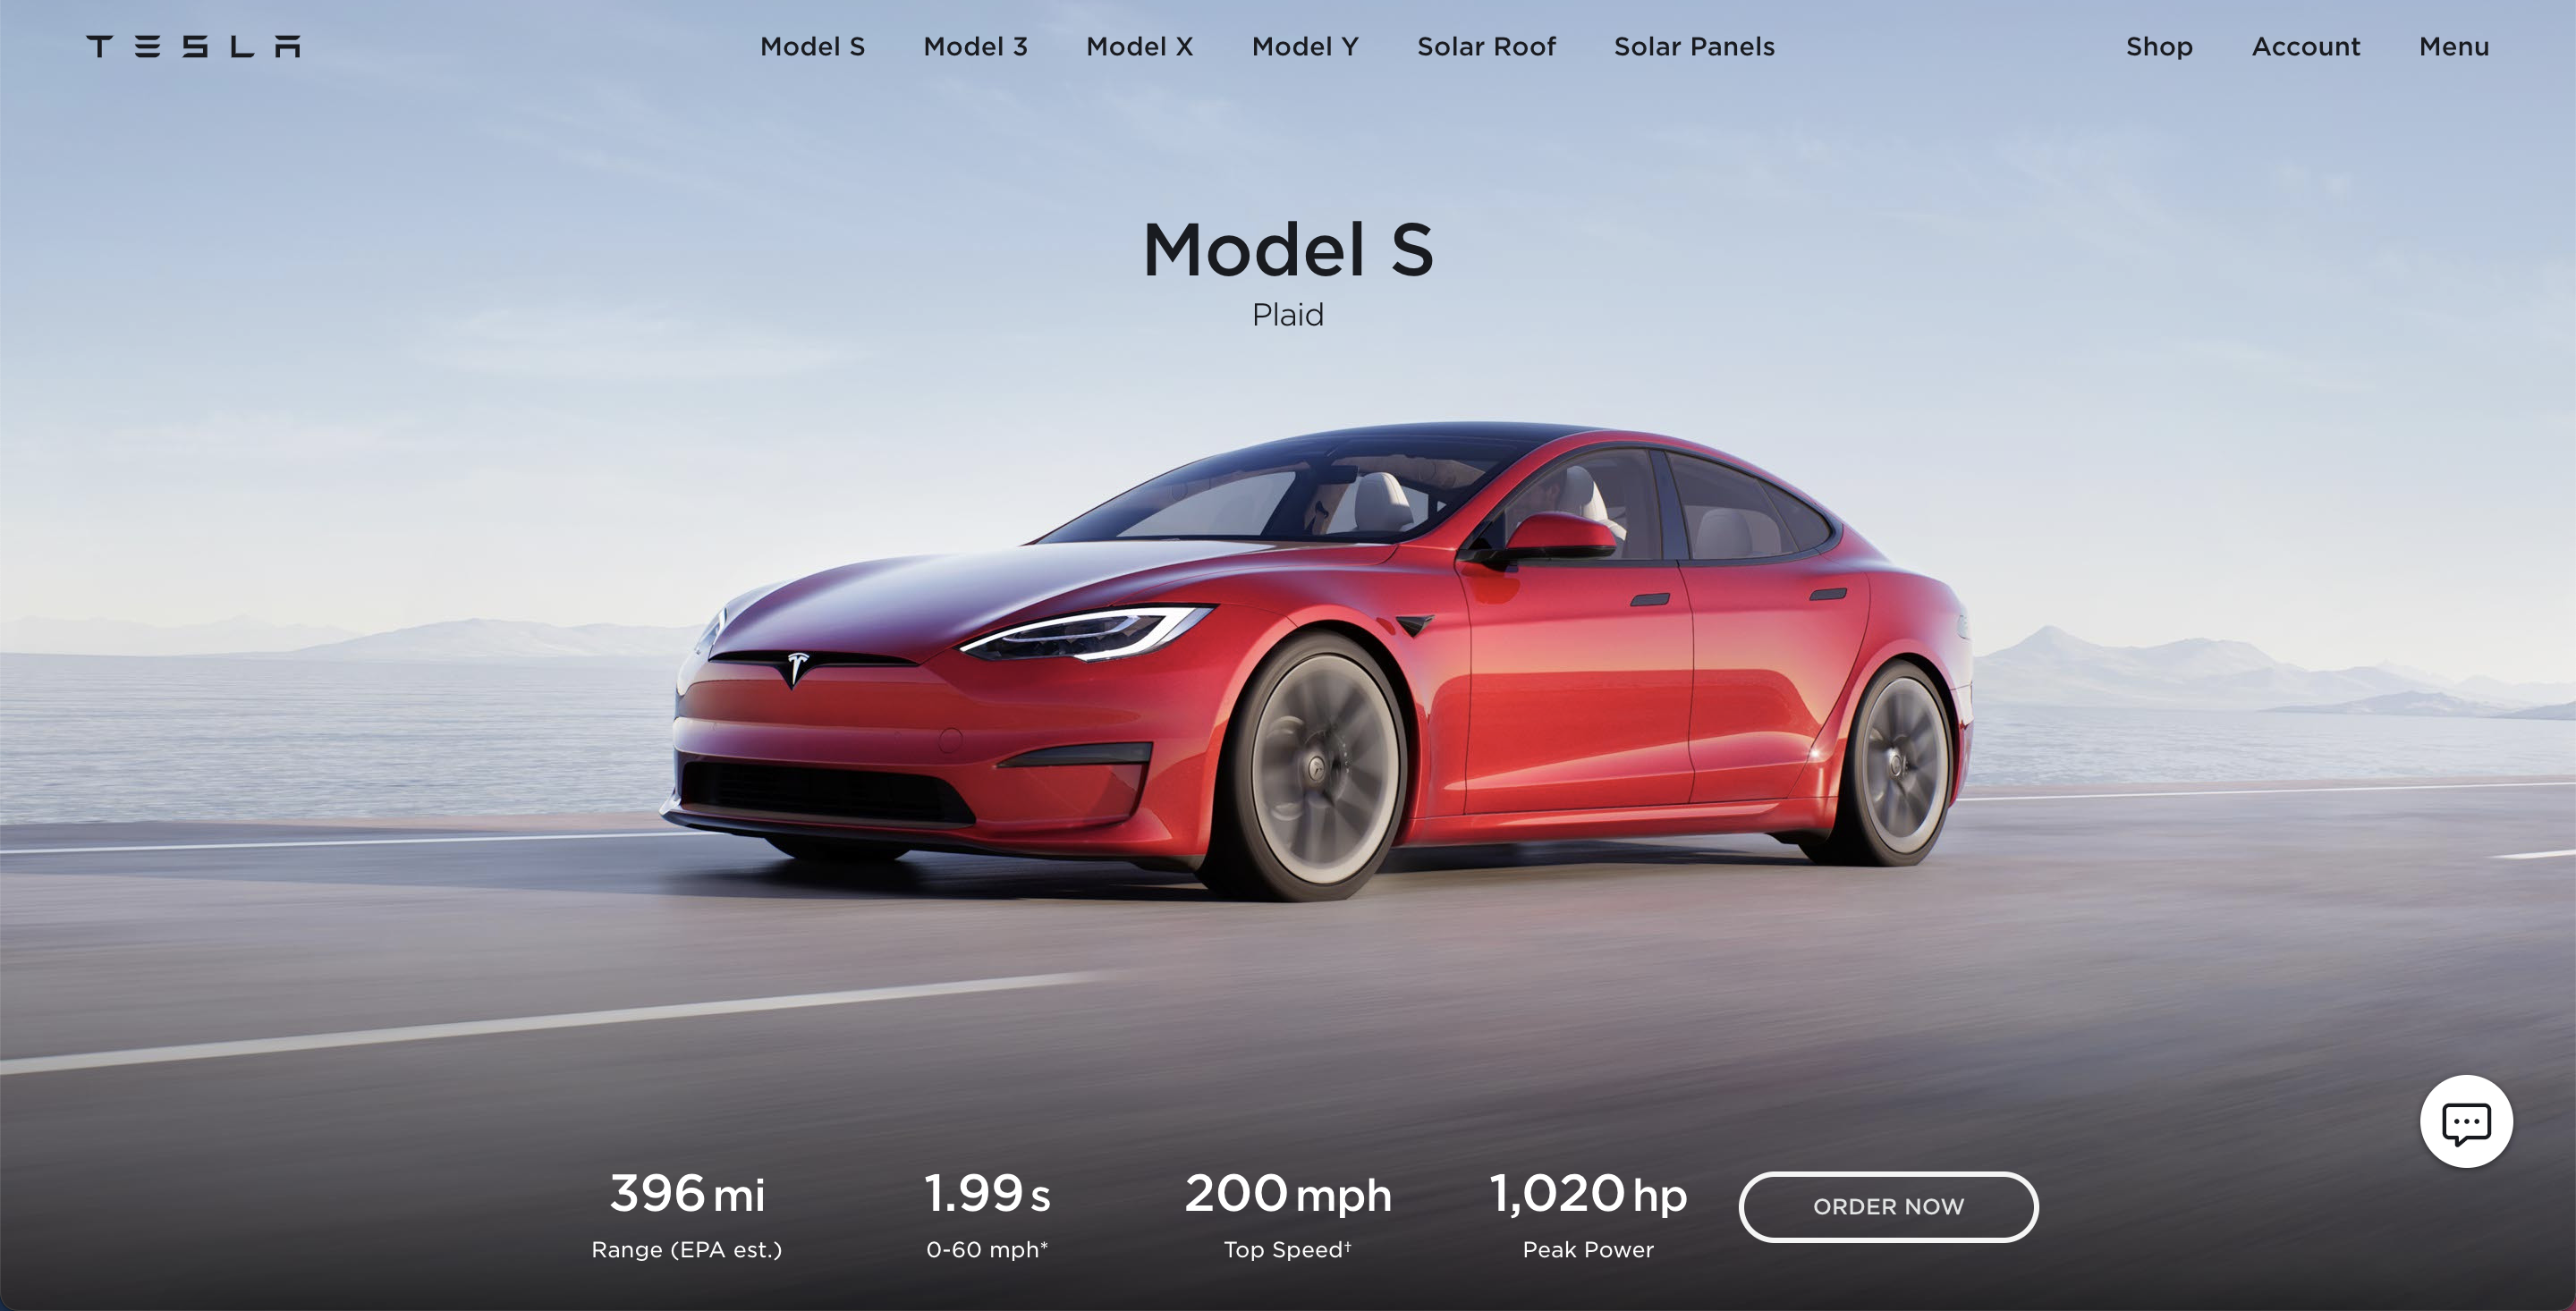 TESLA
Model S Model 3 Model X Model Y Solar Roof Solar Panels
Shop Account Menu
Model S
Plaid
396 mi
Range (EPA est.)
1.99 s
0-60 mph*
200 mph
Top Speed†
1,020 hp
Peak Power
ORDER NOW